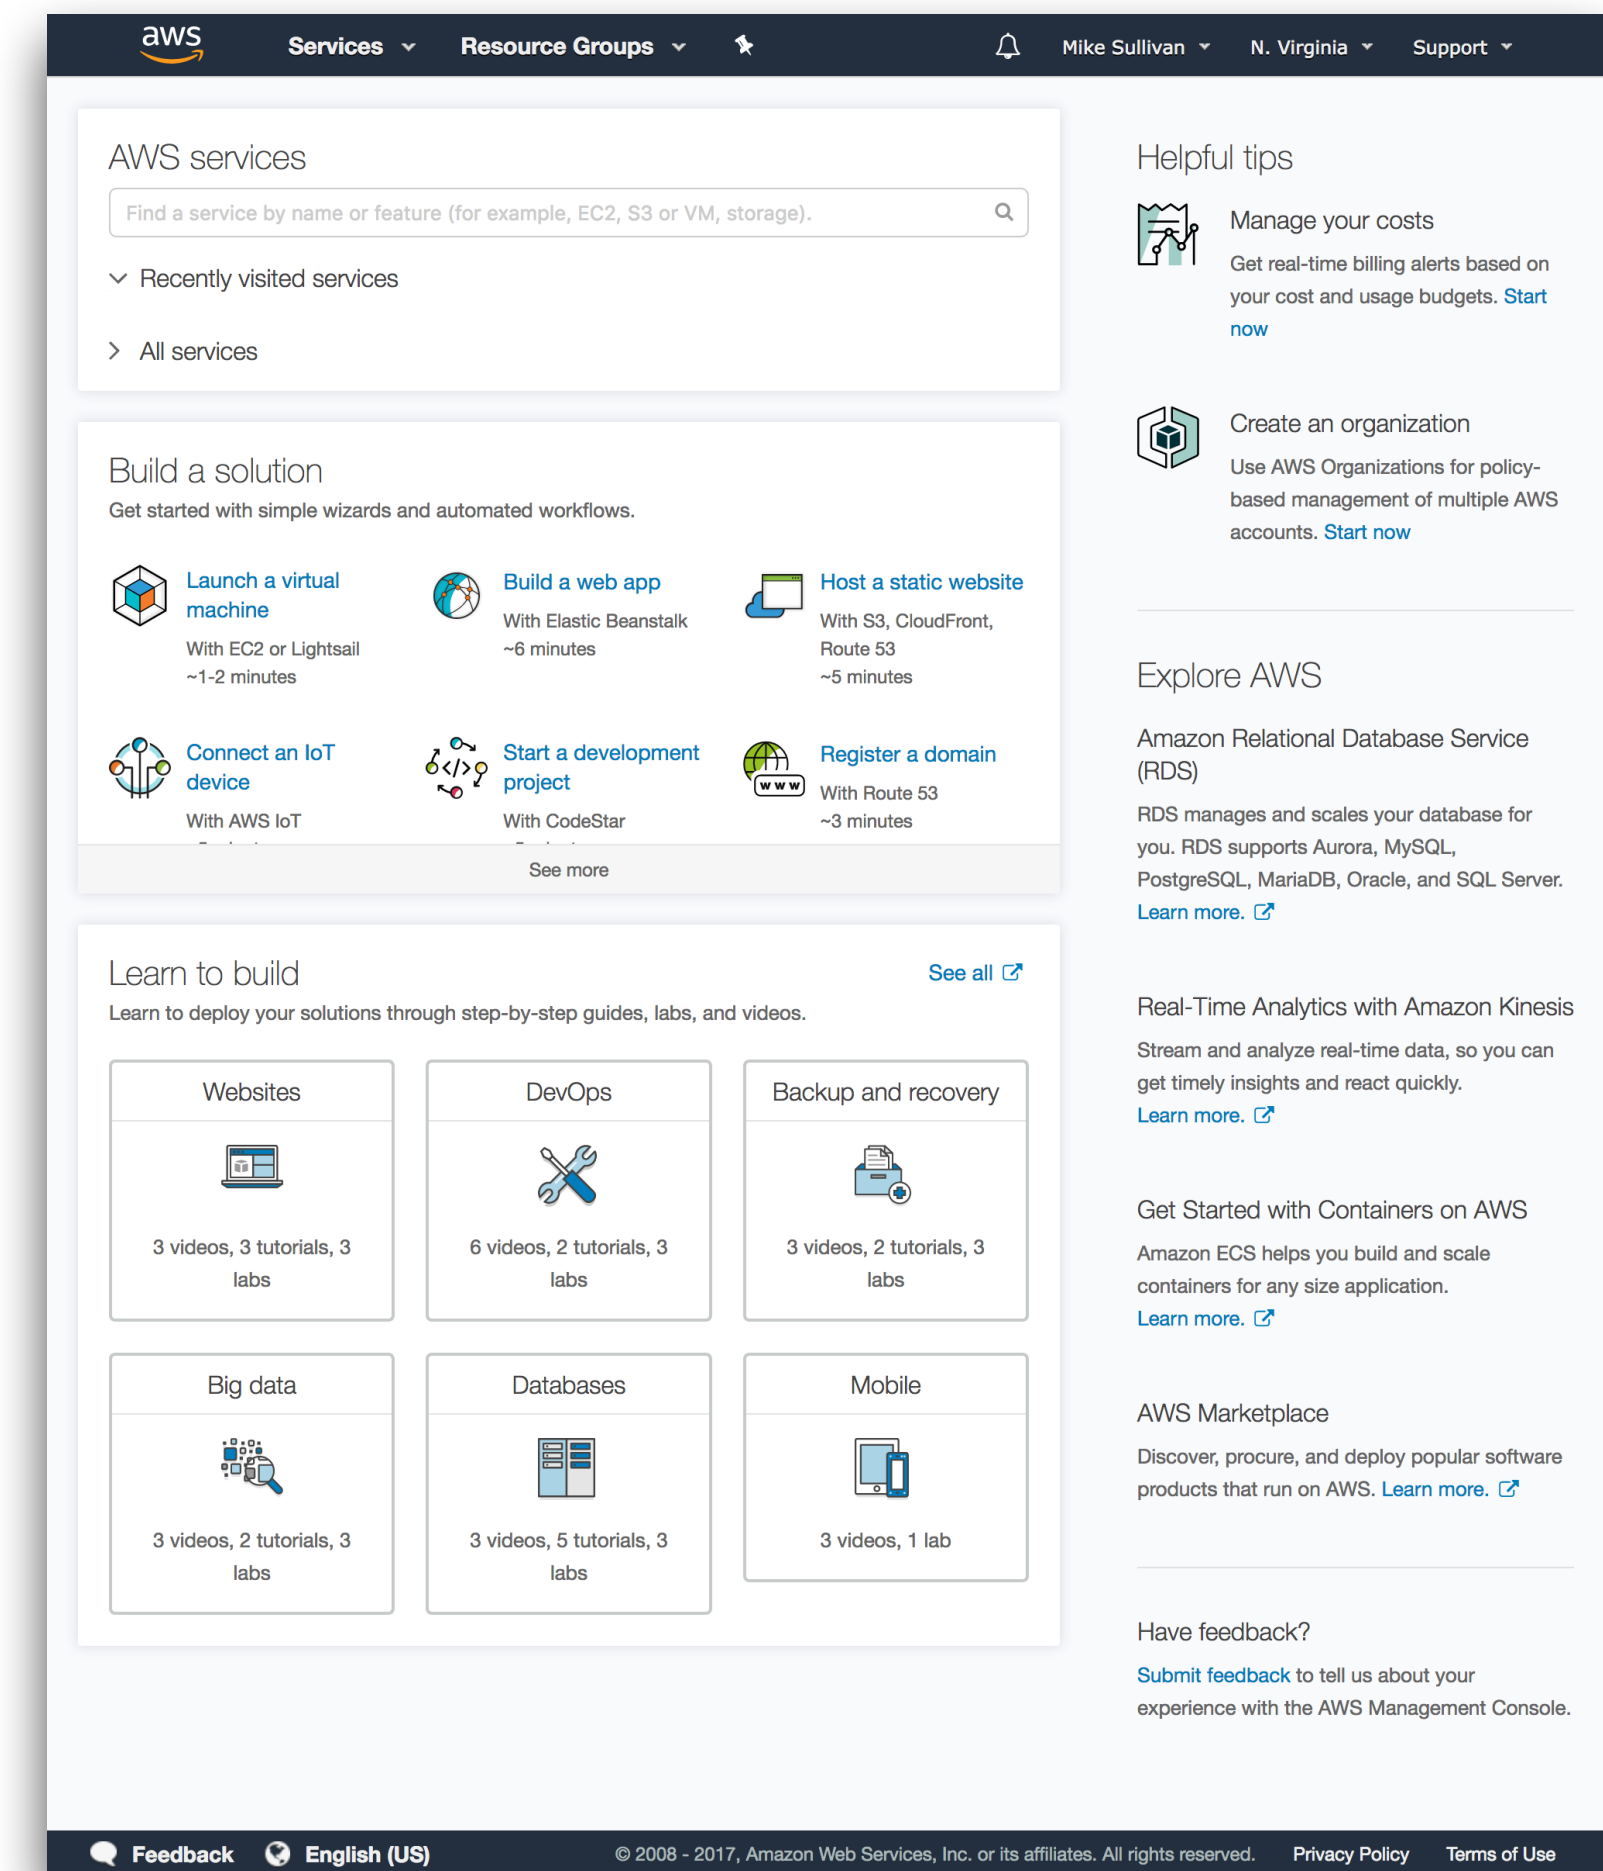 aws
Services
Resource Groups
Mike Sullivan
N. Virginia
Support
AWS services
Find a service by name or feature (for example, EC2, S3 or VM, storage).
Recently visited services
All services
Build a solution
Get started with simple wizards and automated workflows.
Launch a virtual
machine
With EC2 or Lightsail
~1-2 minutes
Build a web app
With Elastic Beanstalk
~6 minutes
Host a static website
With S3, CloudFront,
Route 53
~5 minutes
Connect an IoT
device
With AWS IoT
Start a development
project
With CodeStar
www
Register a domain
With Route 53
~3 minutes
See more
Learn to build
See all
Learn to deploy your solutions through step-by-step guides, labs, and videos.
Websites
3 videos, 3 tutorials, 3
labs
DevOps
6 videos, 2 tutorials, 3
labs
Backup and recovery
3 videos, 2 tutorials, 3
labs
Big data
3 videos, 2 tutorials, 3
labs
Databases
3 videos, 5 tutorials, 3
labs
Mobile
3 videos, 1 lab
Helpful tips
Manage your costs
Get real-time billing alerts based on
your cost and usage budgets. Start
now
Create an organization
Use AWS Organizations for policy-
based management of multiple AWS
accounts. Start now
Explore AWS
Amazon Relational Database Service
(RDS)
RDS manages and scales your database for
you. RDS supports Aurora, MySQL,
PostgreSQL, MariaDB, Oracle, and SQL Server.
Learn more.
Real-Time Analytics with Amazon Kinesis
Stream and analyze real-time data, so you can
get timely insights and react quickly.
Learn more.
Get Started with Containers on AWS
Amazon ECS helps you build and scale
containers for any size application.
Learn more.
AWS Marketplace
Discover, procure, and deploy popular software
products that run on AWS. Learn more.
Have feedback?
Submit feedback to tell us about your
experience with the AWS Management Console.
Feedback
English (US)
© 2008 - 2017, Amazon Web Services, Inc. or its affiliates. All rights reserved.
Privacy Policy
Terms of Use